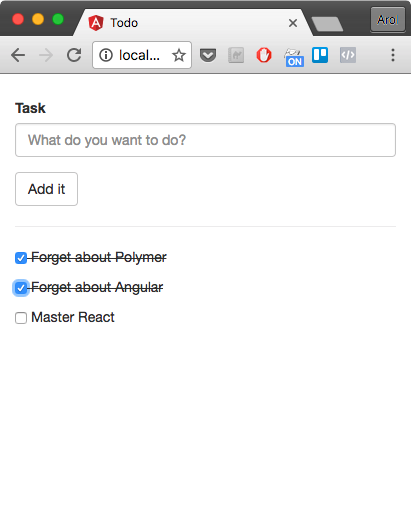 Todo
Aro
local...
ON
Task
What do you want to do?
Add it
Forget about Polymer
Forget about Angular
Master React